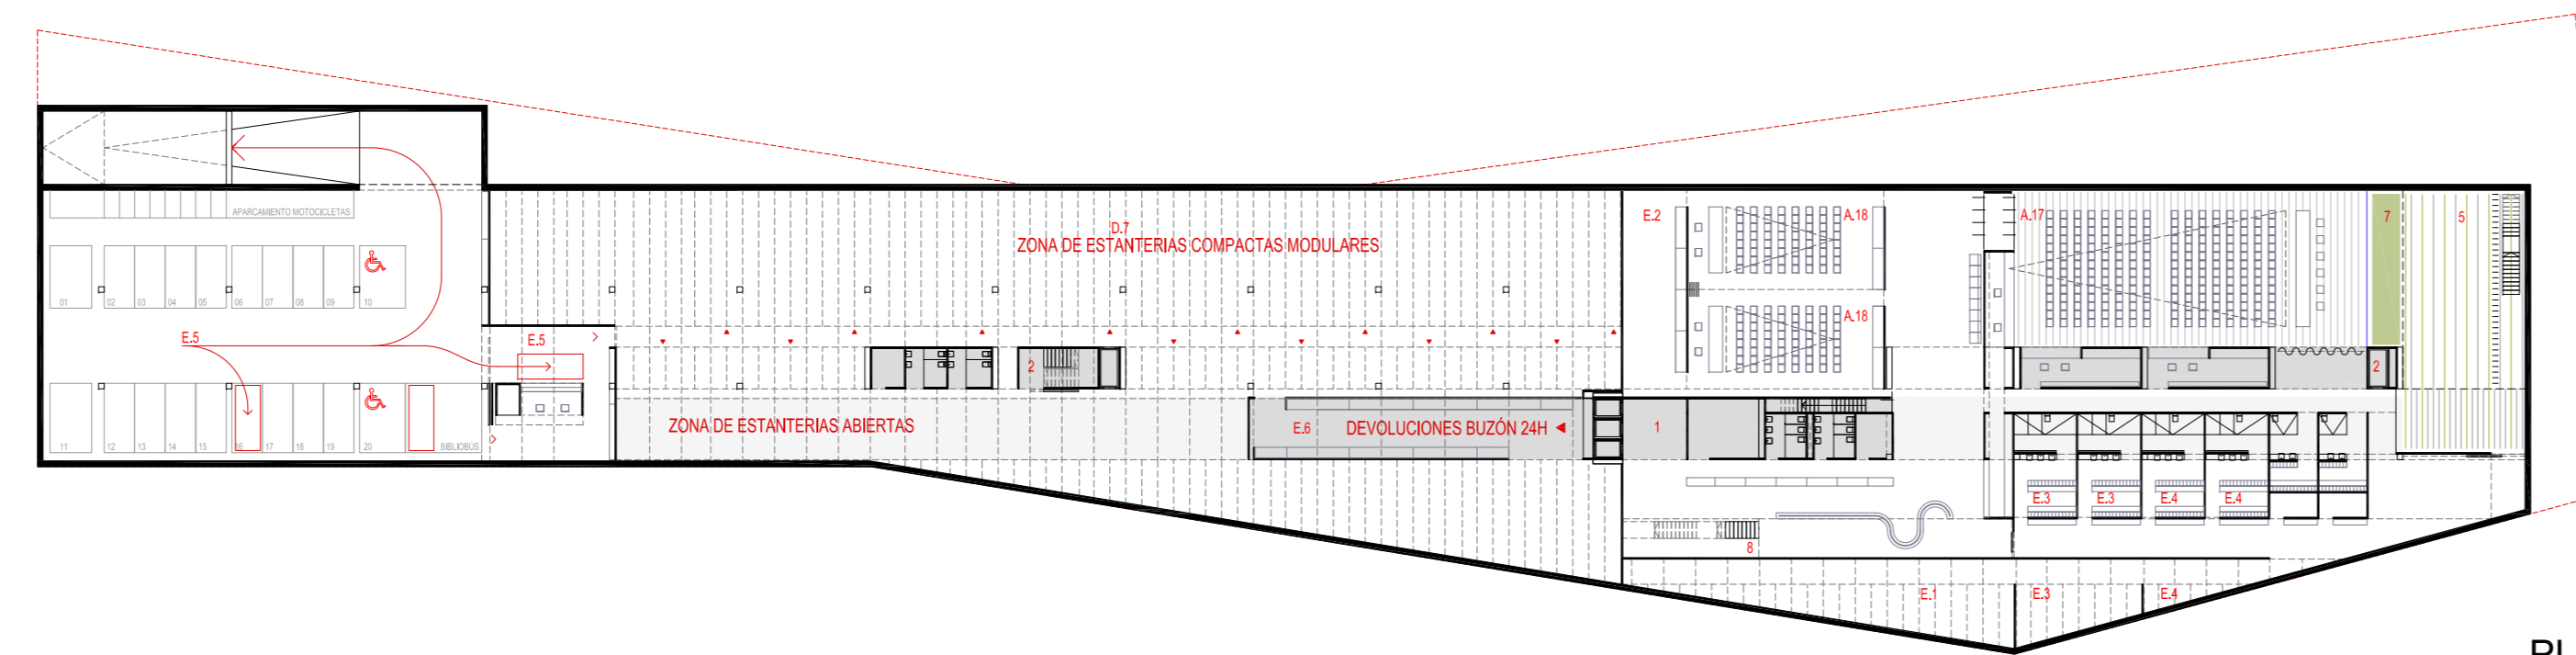 APARCAMIENTO MOTOCICLETAS
01 02 03 04 05 06 07 08 09 10
E.5
E.5
11 12 13 14 15 16 17 18 19 20 BIBLIOBÚS
D.7
ZONA DE ESTANTERIAS COMPACTAS MODULARES
2
ZONA DE ESTANTERIAS ABIERTAS
E.6 DEVOLUCIONES BUZÓN 24H
1
E.2 A.18
A.18
A.17
7 5
2
E.3 E.3 E.4 E.4
8
E.1 E.3 E.4